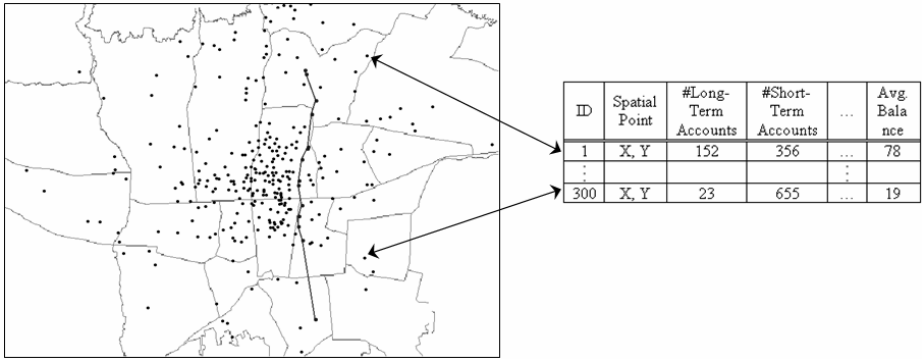 ID Spatial Point #Long-Term Accounts #Short-Term Accounts ... Avg. Bala nce
1 X, Y 152 356 ... 78
⋮ ⋮
300 X, Y 23 655 ... 19